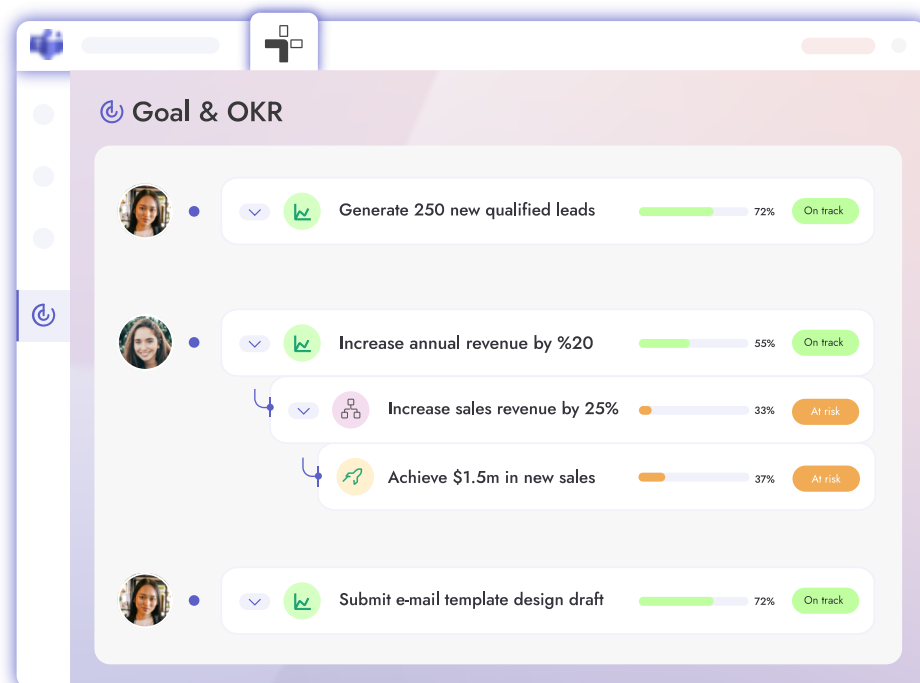 Goal & OKR
Generate 250 new qualified leads 72% On track
Increase annual revenue by %20 55% On track
Increase sales revenue by 25% 33% At risk
Achieve $1.5m in new sales 37% At risk
Submit e-mail template design draft 72% On track